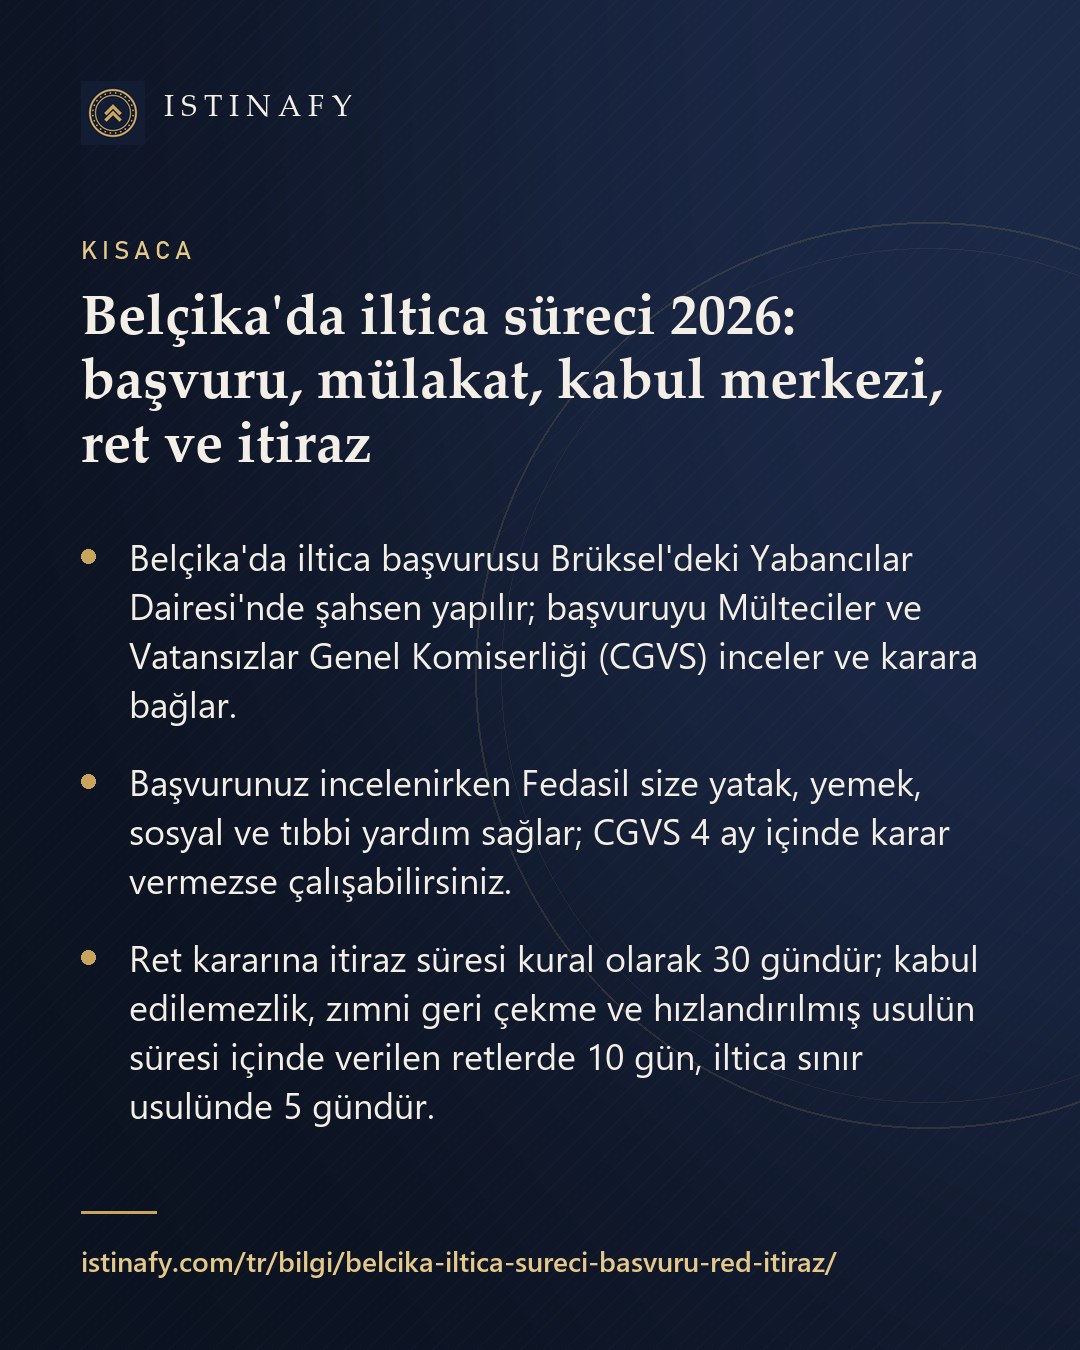 ISTINAFY
KISACA
Belçika'da iltica süreci 2026:
başvuru, mülakat, kabul merkezi,
ret ve itiraz
Belçika'da iltica başvurusu Brüksel'deki Yabancılar
Dairesi'nde şahsen yapılır; başvuruyu Mülteciler ve
Vatansızlar Genel Komiserliği (CGVS) inceler ve karara
bağlar.
Başvurunuz incelenirken Fedasil size yatak, yemek,
sosyal ve tıbbi yardım sağlar; CGVS 4 ay içinde karar
vermezse çalışabilirsiniz.
Ret kararına itiraz süresi kural olarak 30 gündür; kabul
edilemezlik, zımni geri çekme ve hızlandırılmış usulün
süresi içinde verilen retlerde 10 gün, iltica sınır
usulünde 5 gündür.
istinafy.com/tr/bilgi/belcika-iltica-sureci-basvuru-red-itiraz/